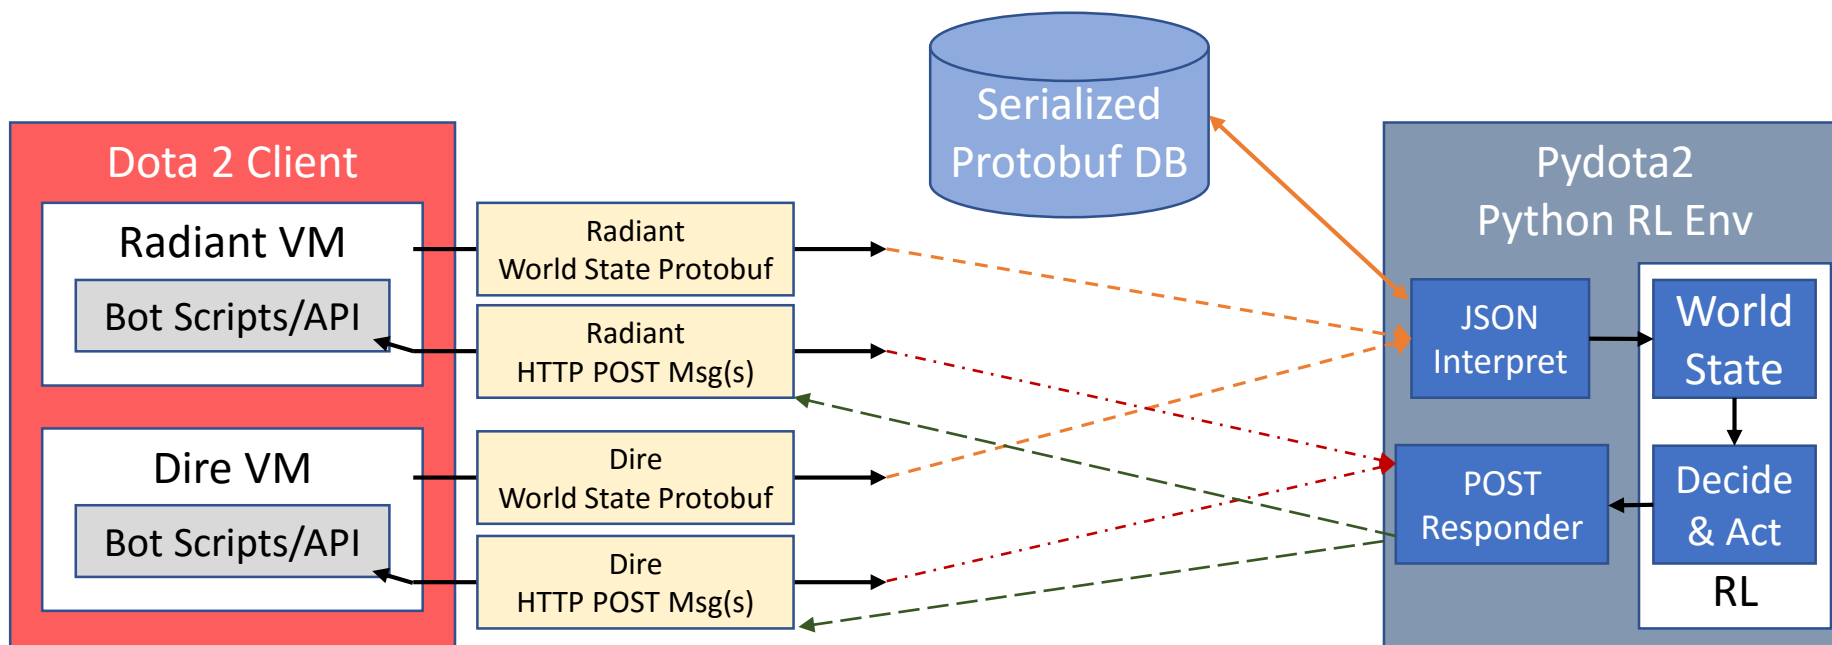 Serialized
Protobuf DB
Dota 2 Client
Radiant VM
Bot Scripts/API
Dire VM
Bot Scripts/API
Radiant
World State Protobuf
Radiant
HTTP POST Msg(s)
Dire
World State Protobuf
Dire
HTTP POST Msg(s)
Pydota2
Python RL Env
JSON
Interpret
World
State
POST
Responder
Decide
& Act
RL